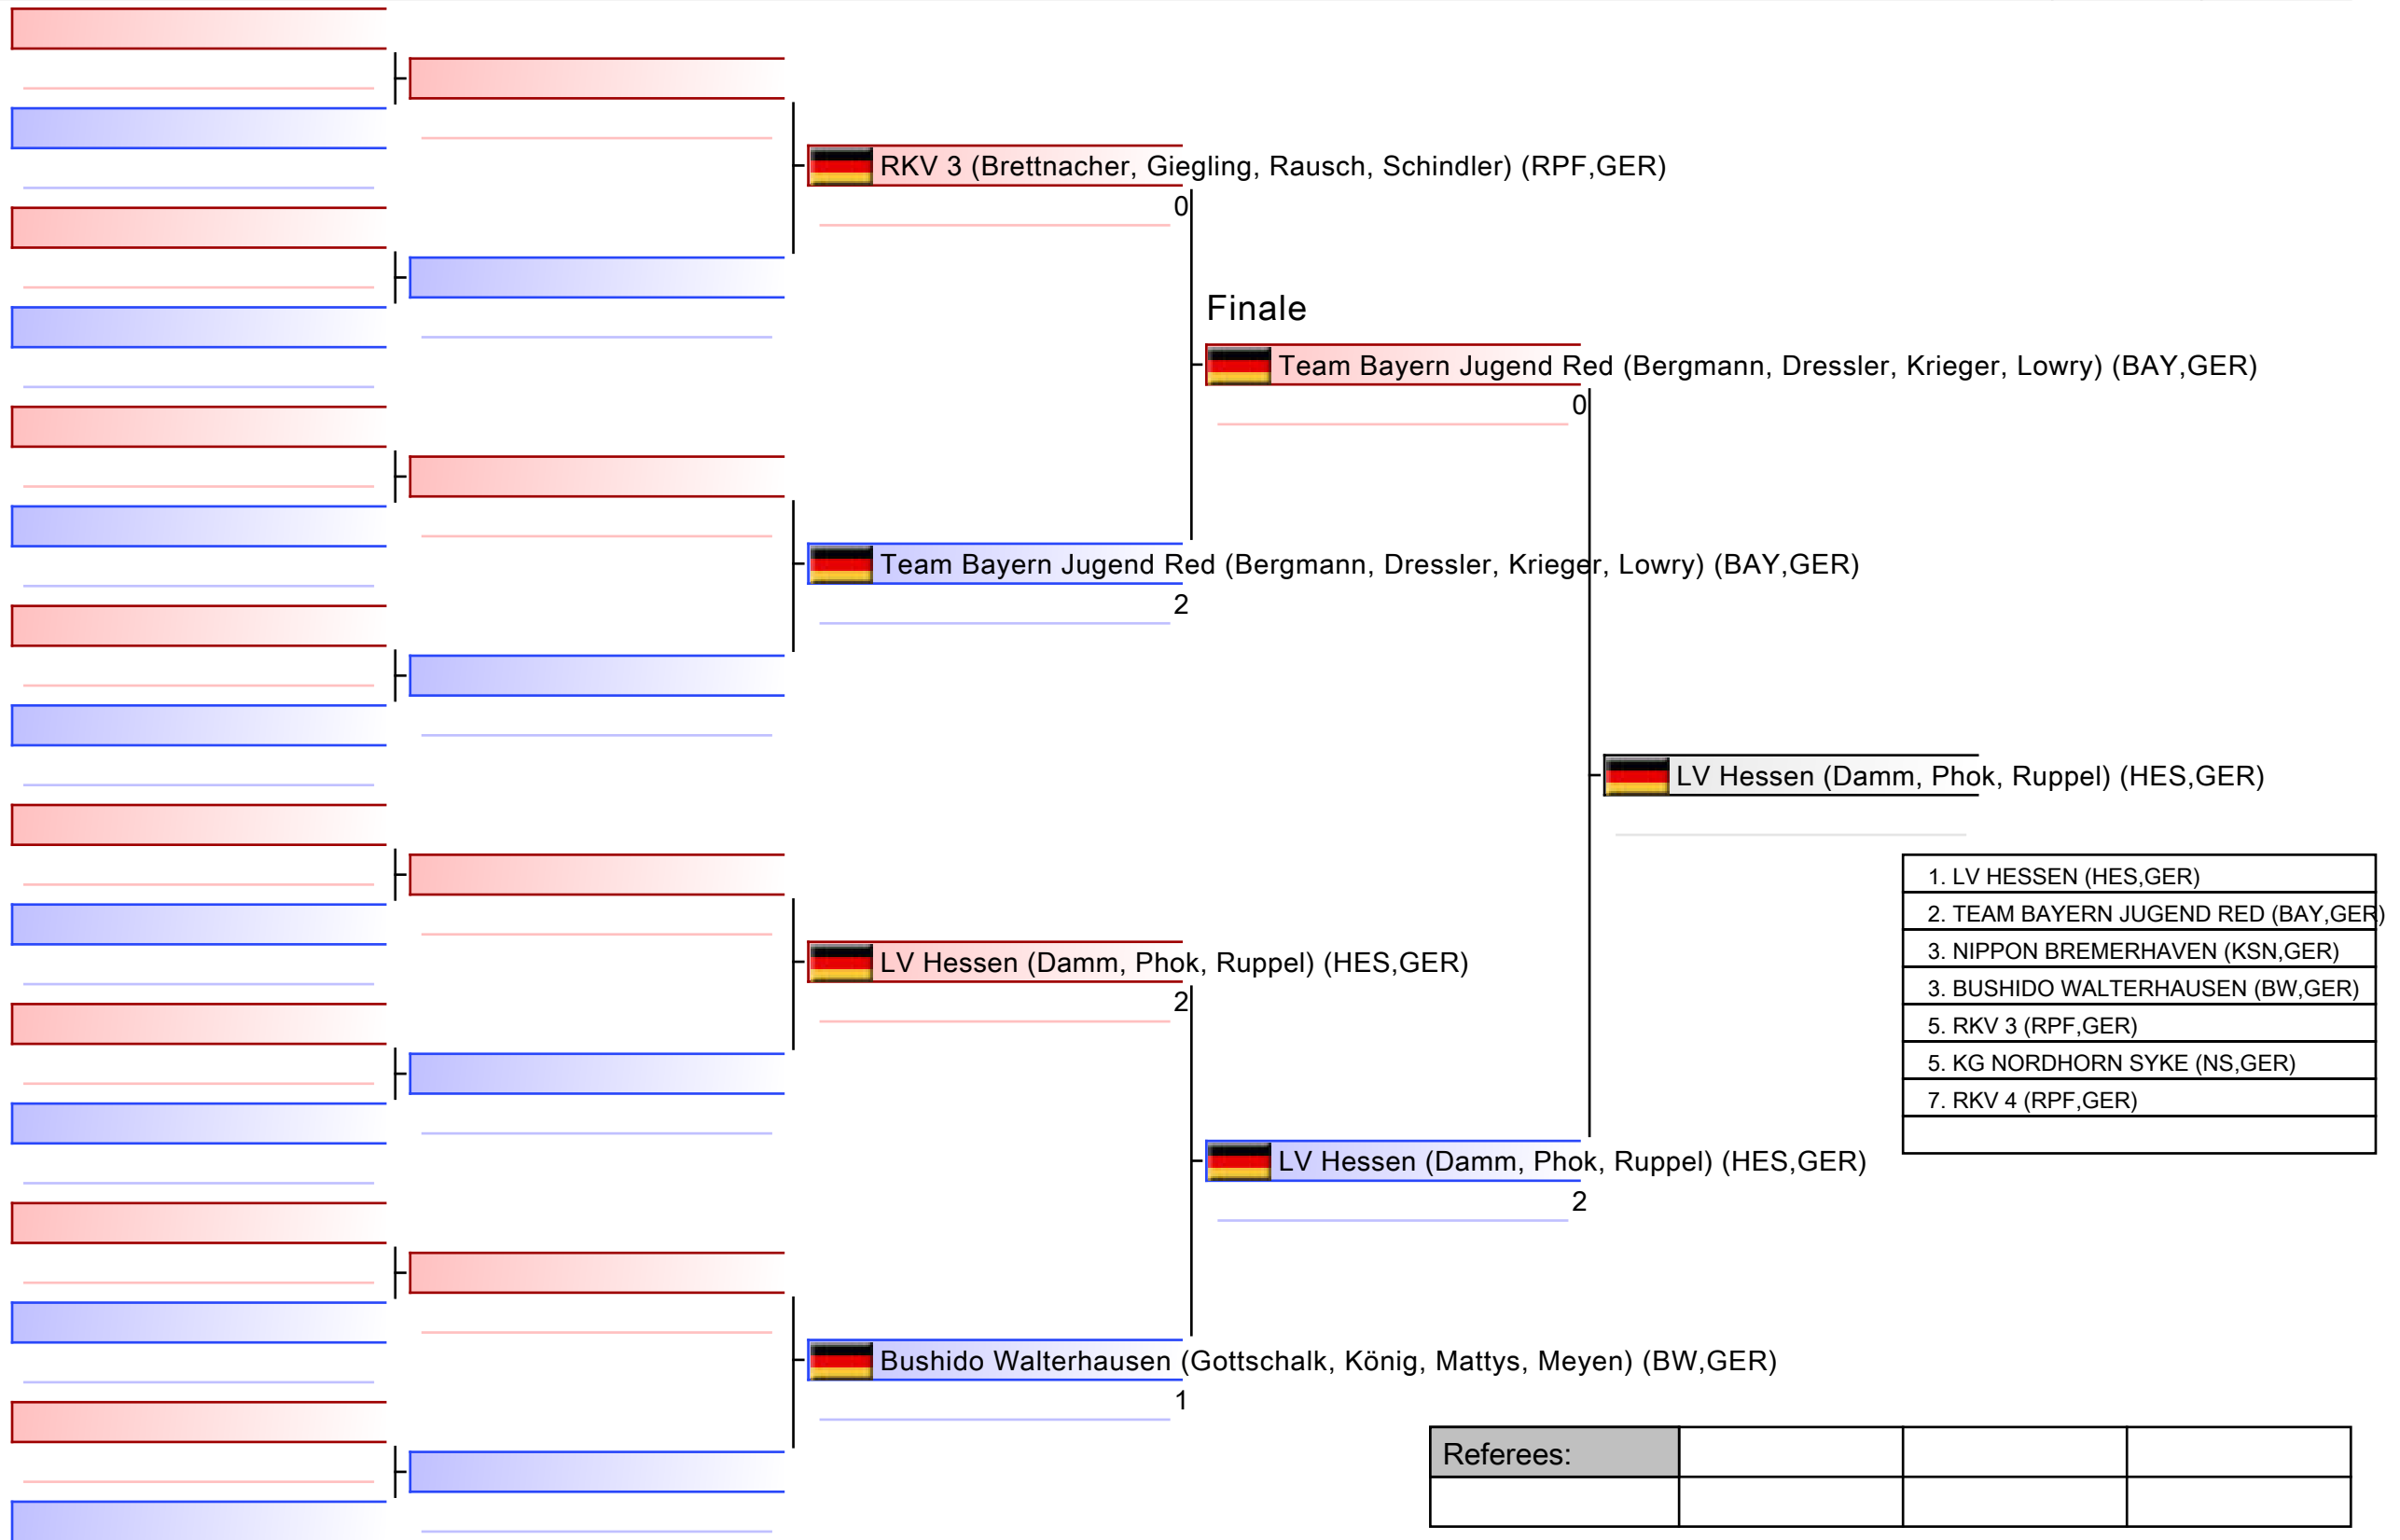 RKV 3 (Brettnacher, Giegling, Rausch, Schindler) (RPF,GER)
0
Finale
Team Bayern Jugend Red (Bergmann, Dressler, Krieger, Lowry) (BAY,GER)
0
Team Bayern Jugend Red (Bergmann, Dressler, Krieger, Lowry) (BAY,GER)
2
LV Hessen (Damm, Phok, Ruppel) (HES,GER)
1. LV HESSEN (HES,GER)
2. TEAM BAYERN JUGEND RED (BAY,GER)
3. NIPPON BREMERHAVEN (KSN,GER)
3. BUSHIDO WALTERHAUSEN (BW,GER)
5. RKV 3 (RPF,GER)
5. KG NORDHORN SYKE (NS,GER)
7. RKV 4 (RPF,GER)
LV Hessen (Damm, Phok, Ruppel) (HES,GER)
2
LV Hessen (Damm, Phok, Ruppel) (HES,GER)
2
Bushido Walterhausen (Gottschalk, König, Mattys, Meyen) (BW,GER)
1
Referees: